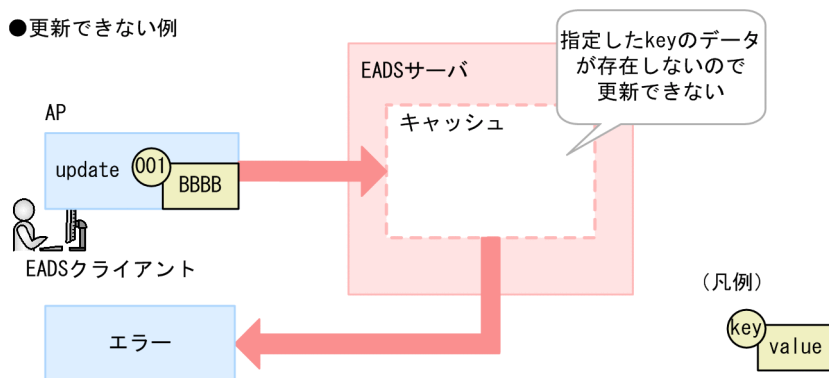 ●更新できない例
指定したkeyのデータ
が存在しないので
更新できない
EADSサーバ
キャッシュ
AP
update
001
BBBB
EADSクライアント
エラー
(凡例)
key
value